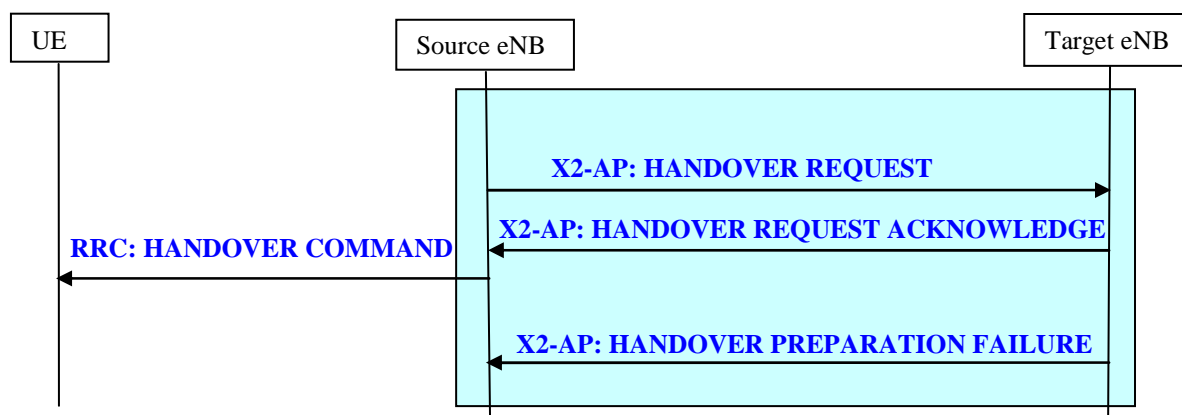 UE
Source eNB
Target eNB
X2-AP: HANDOVER REQUEST
X2-AP: HANDOVER REQUEST ACKNOWLEDGE
RRC: HANDOVER COMMAND
X2-AP: HANDOVER PREPARATION FAILURE